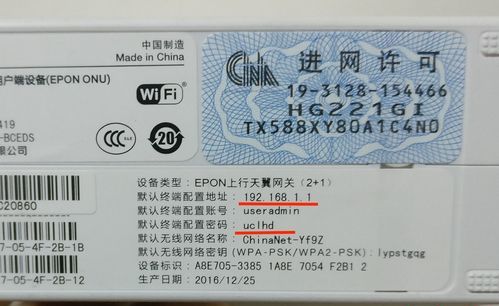 中国制造
Made in China
户端设备(EPON ONU)
WiFi
419
-BCEDS
有限公司
CCC
20
CNA 进网许可
19-3128-154466
HG221GI
TX588XY80A1C4N0
设备类型: EPON上行天翼网关 (2+1)
默认终端配置地址: 192.168.1.1
默认终端配置账号: useradmin
默认终端配置密码: uclhd
默认无线网络名称: ChinaNet-Yf9Z
默认无线网络密钥 (WPA-PSK/WPA2-PSK): lypstgqg
设备标识: A8E705-3385 1A8E 7054 F2B1 2
生产日期: 2016/12/25
C20860
7-05-4F-2B-1B
7-05-4F-2B-12